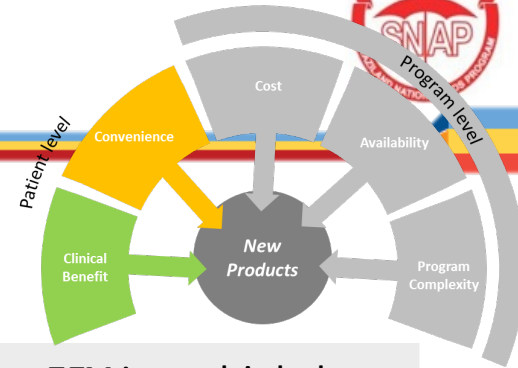 SNAP
Cost
Program level
Convenience
Availability
Patient level
New
Products
Clinical
Benefit
Program
Complexity